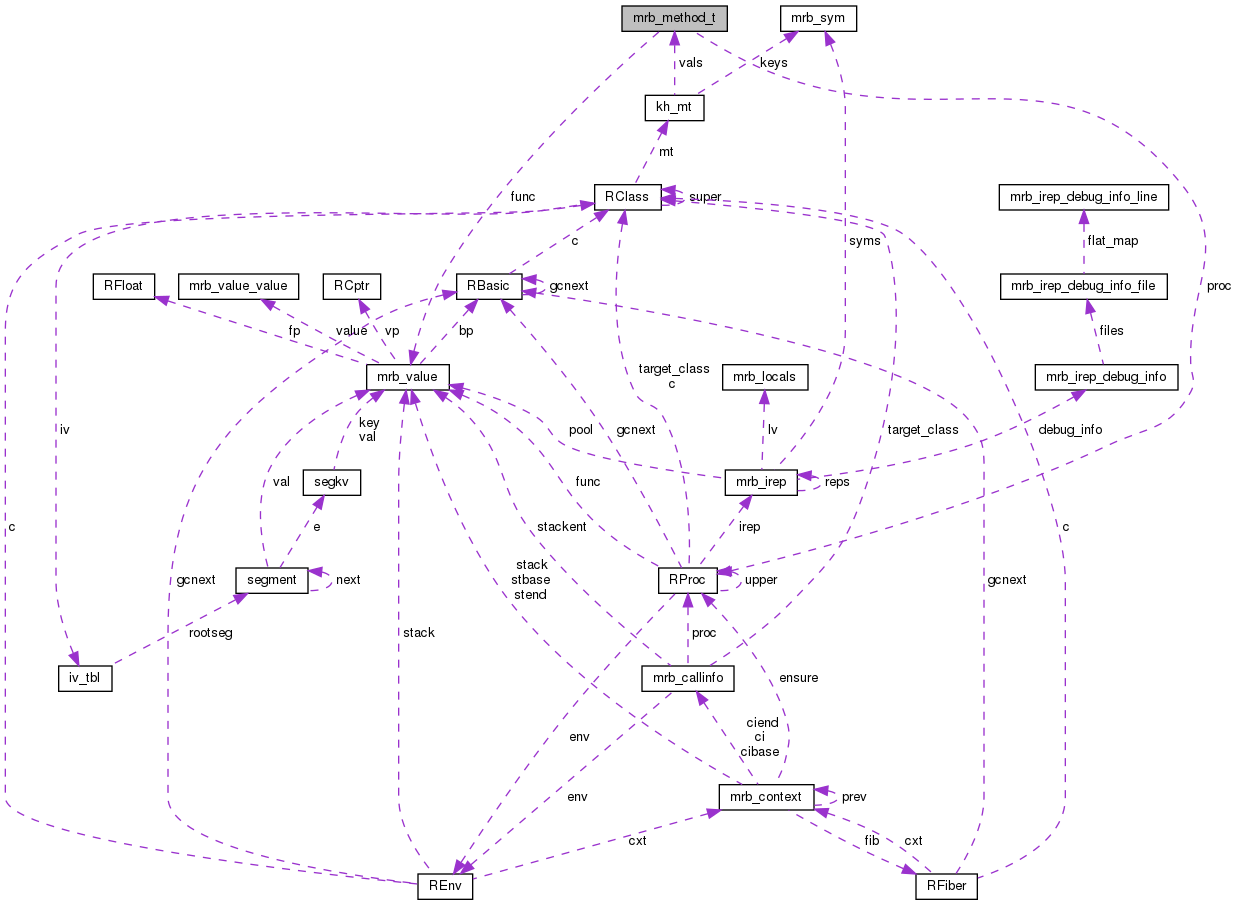 mrb_method_t
mrb_sym
vals
keys
kh_mt
mt
func
RClass
super
mrb_irep_debug_info_line
c
syms
flat_map
RFloat
mrb_value_value
RCptr
RBasic
gcnext
mrb_irep_debug_info_file
proc
fp
value
vp
bp
files
target_class
c
mrb_value
mrb_locals
mrb_irep_debug_info
iv
key
val
gcnext
pool
lv
target_class
debug_info
val
segkv
func
mrb_irep
reps
c
e
stackent
irep
c
gcnext
segment
next
stack
stbase
stend
RProc
upper
gcnext
rootseg
stack
proc
iv_tbl
mrb_callinfo
ensure
env
ciend
ci
cibase
env
mrb_context
prev
cxt
fib
cxt
REnv
RFiber